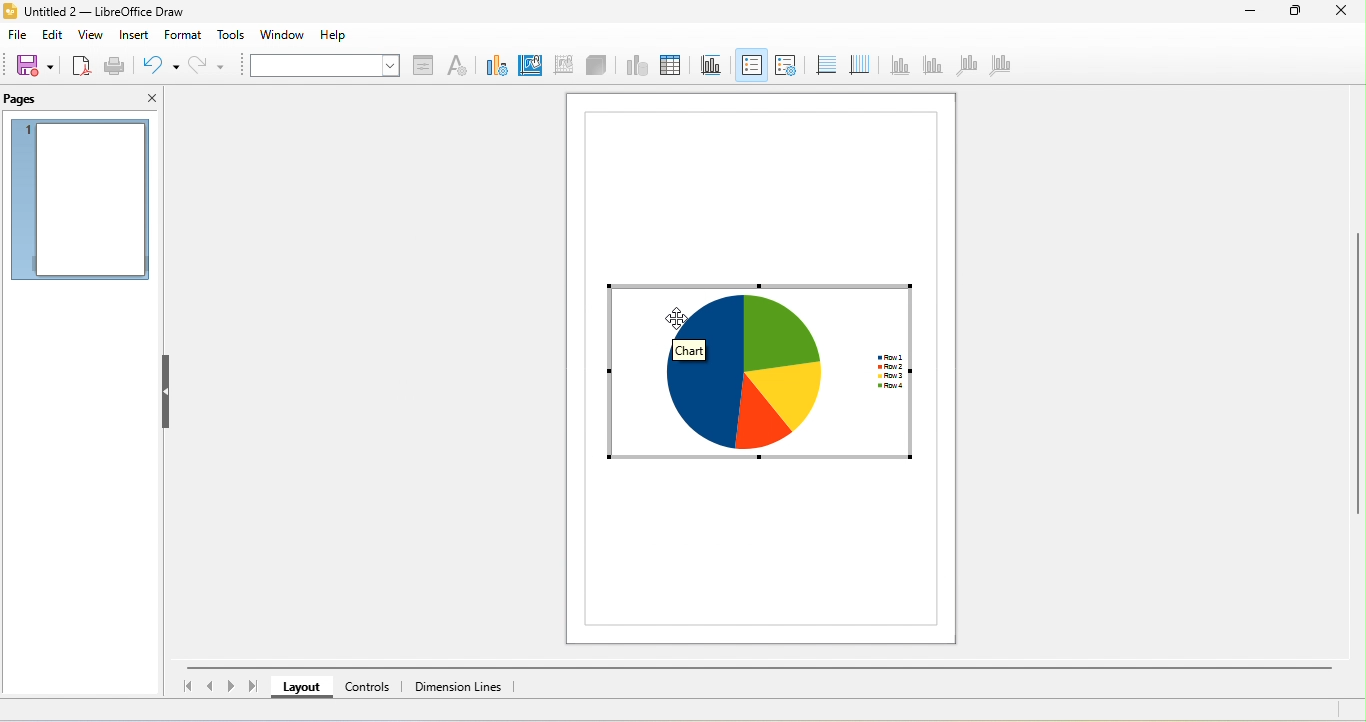 Untitled 2 — LibreOffice Draw
File Edit View Insert Format Tools Window Help
Pages
1
Chart
Row 1
Row 2
Row 3
Row 4
Layout Controls Dimension Lines